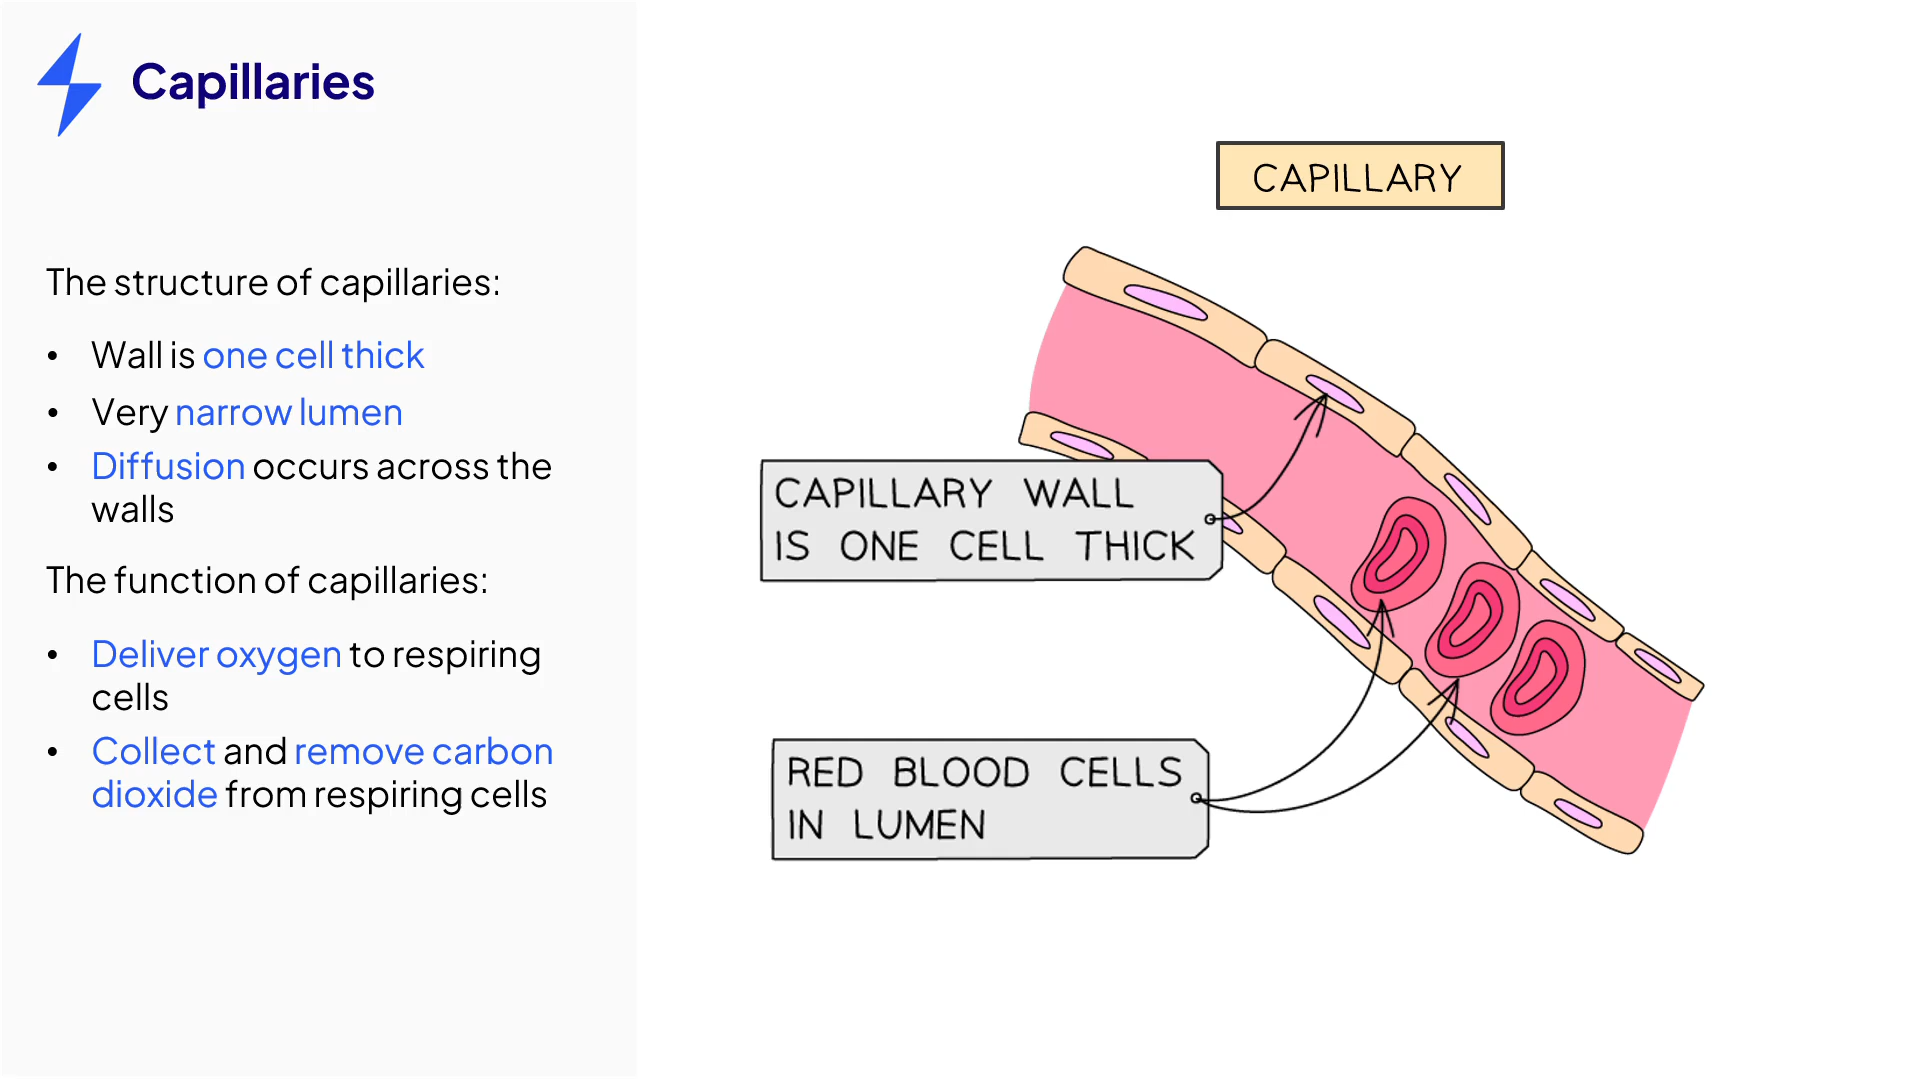 Capillaries
The structure of capillaries:
• Wall is one cell thick
• Very narrow lumen
• Diffusion occurs across the
walls
The function of capillaries:
• Deliver oxygen to respiring
cells
• Collect and remove carbon
dioxide from respiring cells
CAPILLARY
CAPILLARY WALL
IS ONE CELL THICK
RED BLOOD CELLS
IN LUMEN